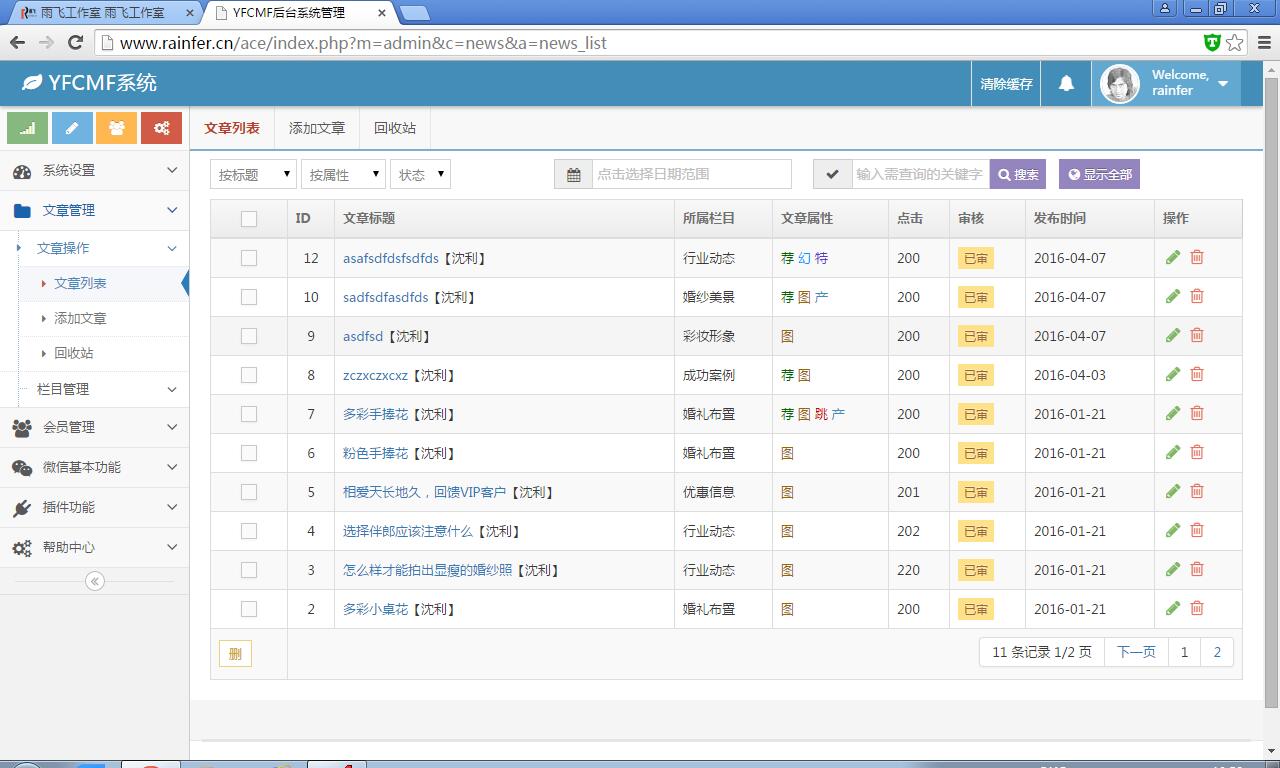 雨飞工作室 雨飞工作室
YFCMF后台系统管理
www.rainfer.cn/ace/index.php?m=admin&c=news&a=news_list
YFCMF系统
清除缓存
Welcome,
rainfer
文章列表 添加文章 回收站
系统设置
文章管理
文章操作
文章列表
添加文章
回收站
栏目管理
会员管理
微信基本功能
插件功能
帮助中心
按标题 按属性 状态 点击选择日期范围 输入需查询的关键字 搜索 显示全部
ID 文章标题 所属栏目 文章属性 点击 审核 发布时间 操作
12 asafsdfdsfsdfds【沈利】 行业动态 荐 幻 特 200 已审 2016-04-07
10 sadfsdfasdfds【沈利】 婚纱美景 荐 图 产 200 已审 2016-04-07
9 asdfsd【沈利】 彩妆形象 图 200 已审 2016-04-07
8 zczxczxcxz【沈利】 成功案例 荐 图 200 已审 2016-04-03
7 多彩手捧花【沈利】 婚礼布置 荐 图 跳 产 200 已审 2016-01-21
6 粉色手捧花【沈利】 婚礼布置 图 200 已审 2016-01-21
5 相爱天长地久，回馈VIP客户【沈利】 优惠信息 图 201 已审 2016-01-21
4 选择伴郎应该注意什么【沈利】 行业动态 图 202 已审 2016-01-21
3 怎么样才能拍出显瘦的婚纱照【沈利】 行业动态 图 220 已审 2016-01-21
2 多彩小桌花【沈利】 婚礼布置 图 200 已审 2016-01-21
删
11 条记录 1/2 页 下一页 1 2